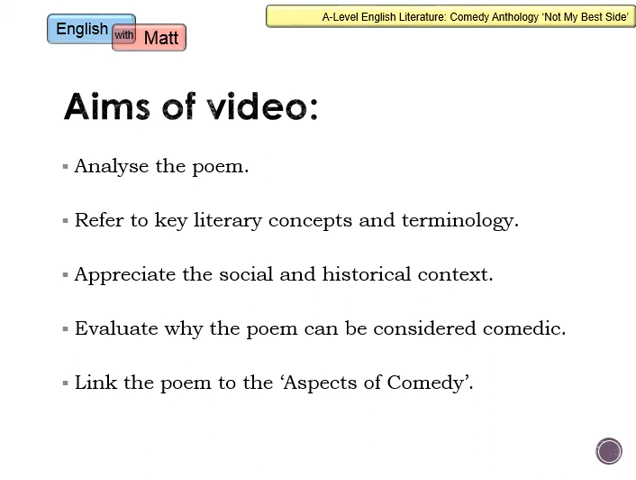 English with Matt
A-Level English Literature: Comedy Anthology ‘Not My Best Side’
Aims of video:
▪ Analyse the poem.
▪ Refer to key literary concepts and terminology.
▪ Appreciate the social and historical context.
▪ Evaluate why the poem can be considered comedic.
▪ Link the poem to the ‘Aspects of Comedy’.